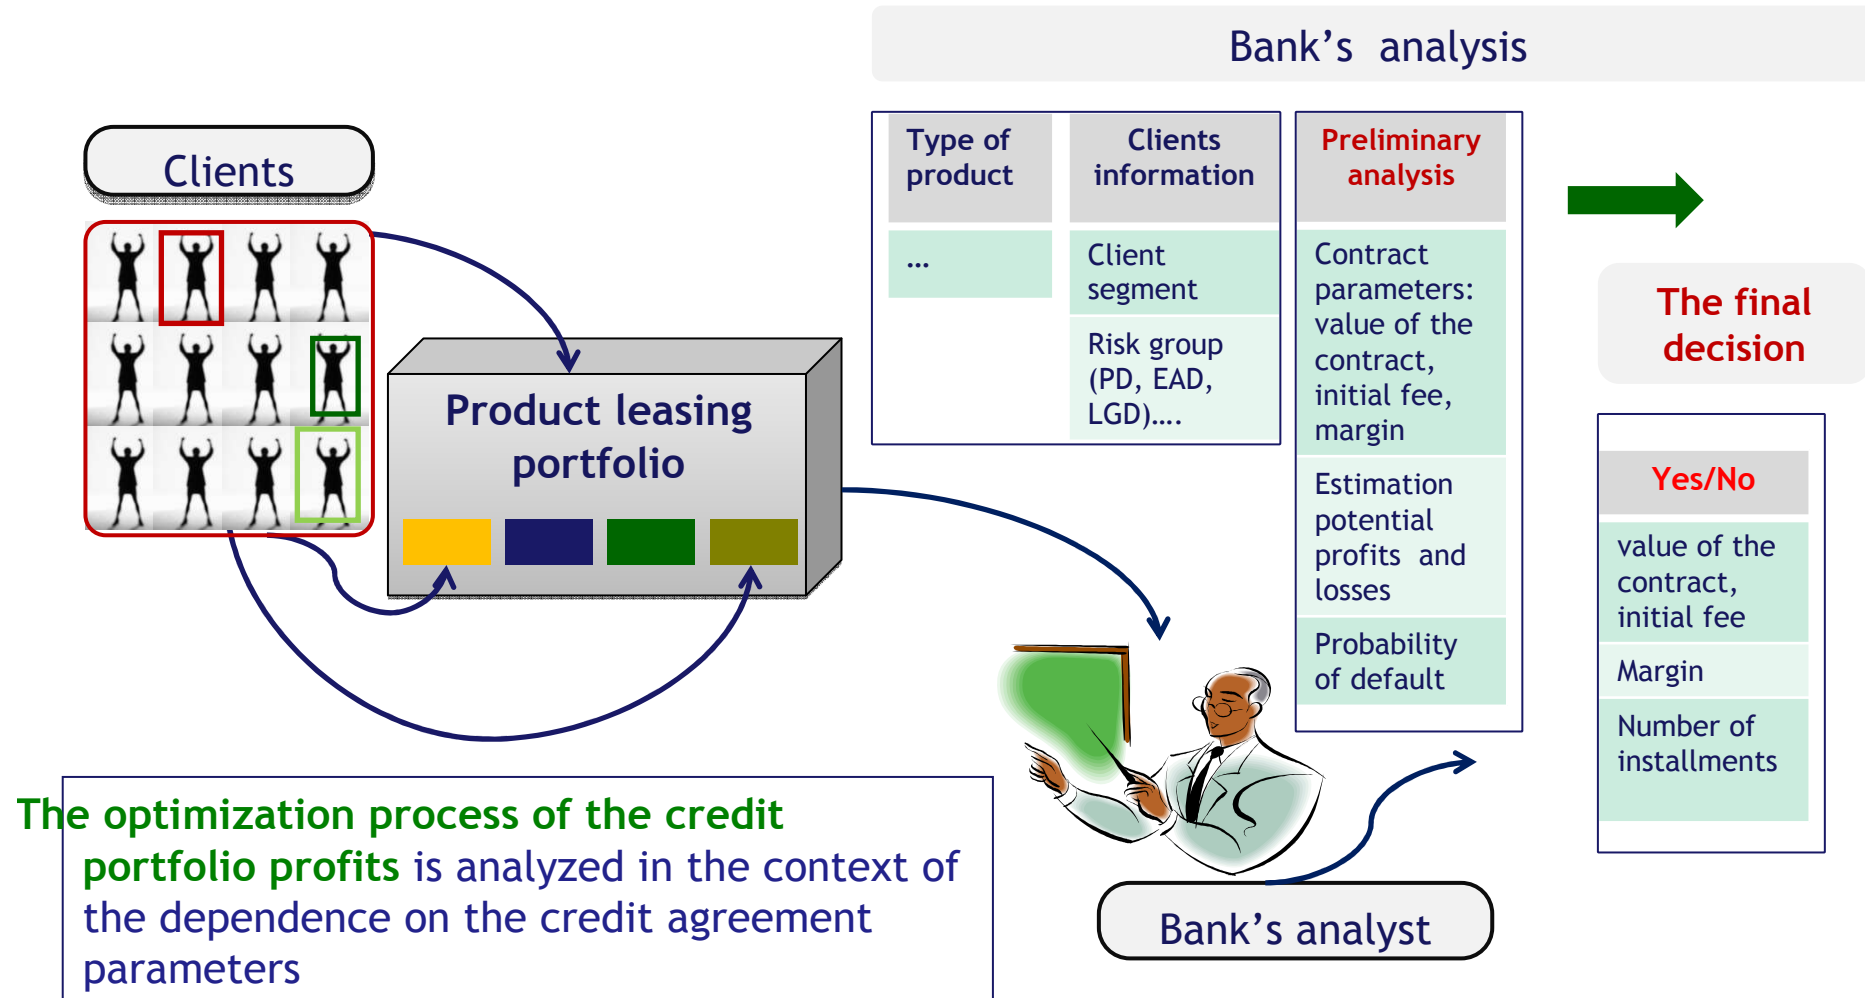 Bank's  analysis
Clients
Type of
product
Clients
information
Preliminary
analysis
...
Client
segment
Risk group
(PD, EAD,
LGD)....
Contract
parameters:
value of the
contract,
initial fee,
margin
Estimation
potential
profits  and
losses
Probability
of default
The final
decision
Yes/No
value of the
contract,
initial fee
Margin
Number of
installments
Product leasing
portfolio
Bank's analyst
The optimization process of the credit
portfolio profits is analyzed in the context of
the dependence on the credit agreement
parameters